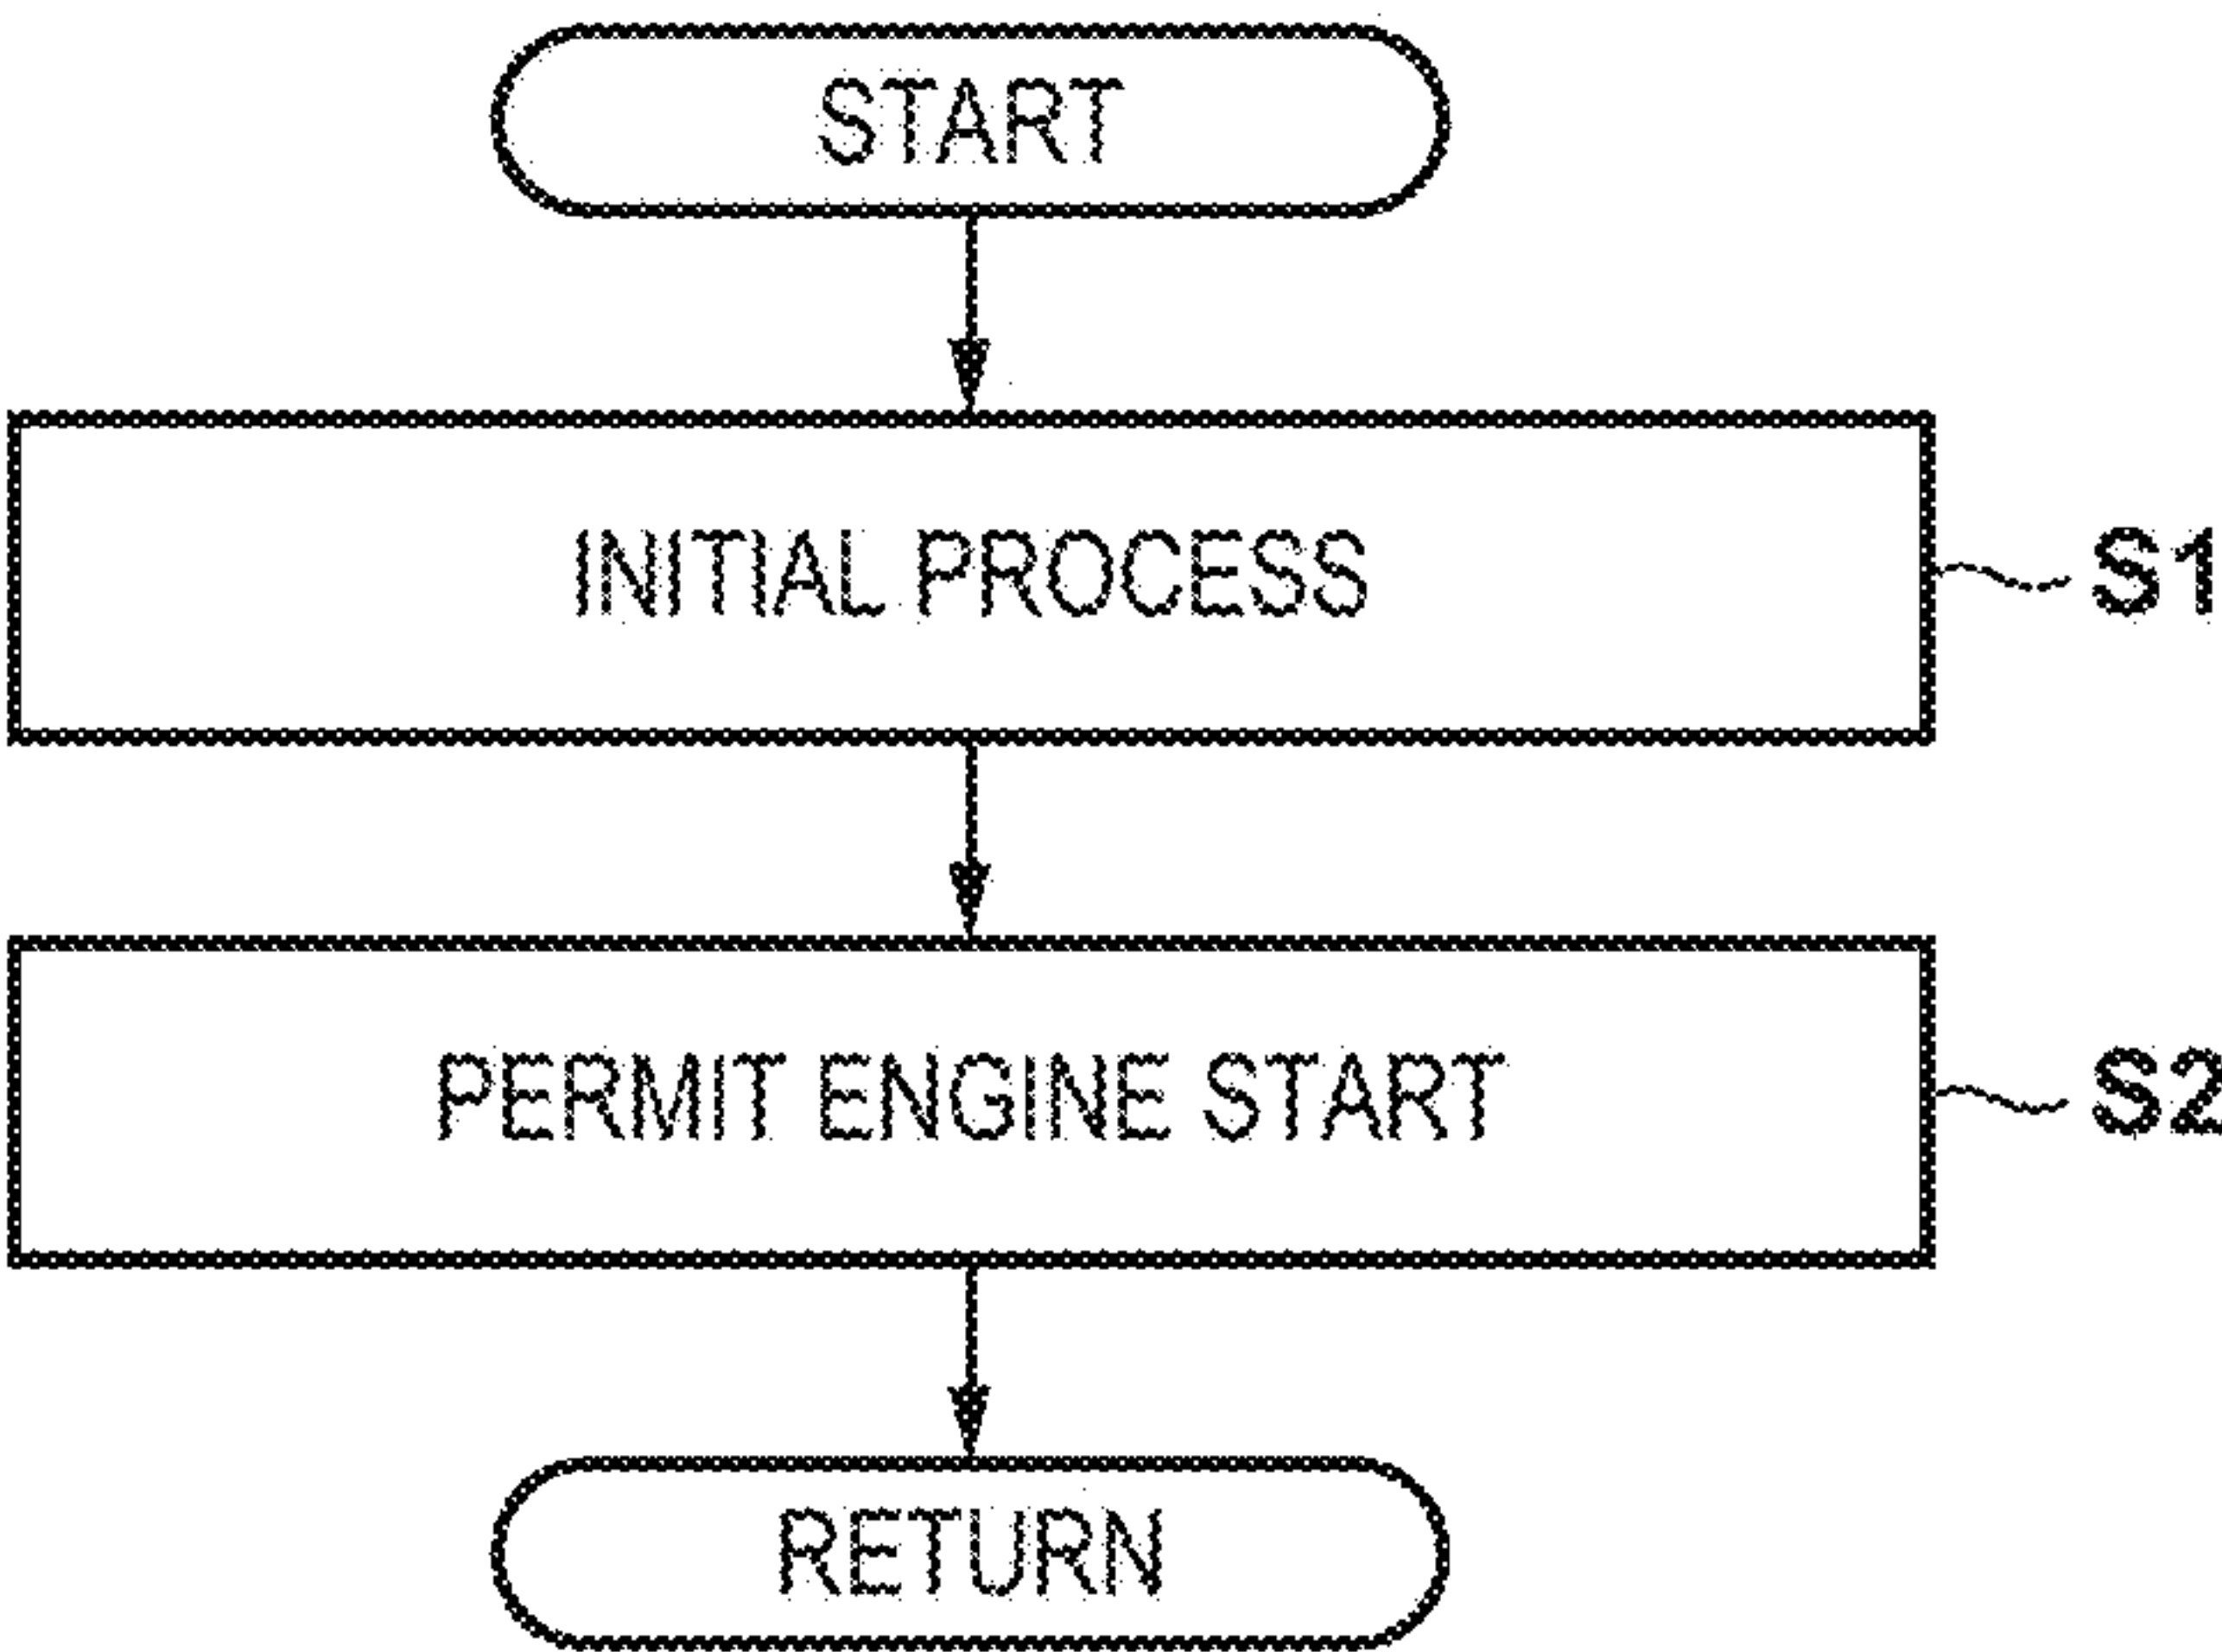 START
INITIAL PROCESS
S1
PERMIT ENGINE START
S2
RETURN